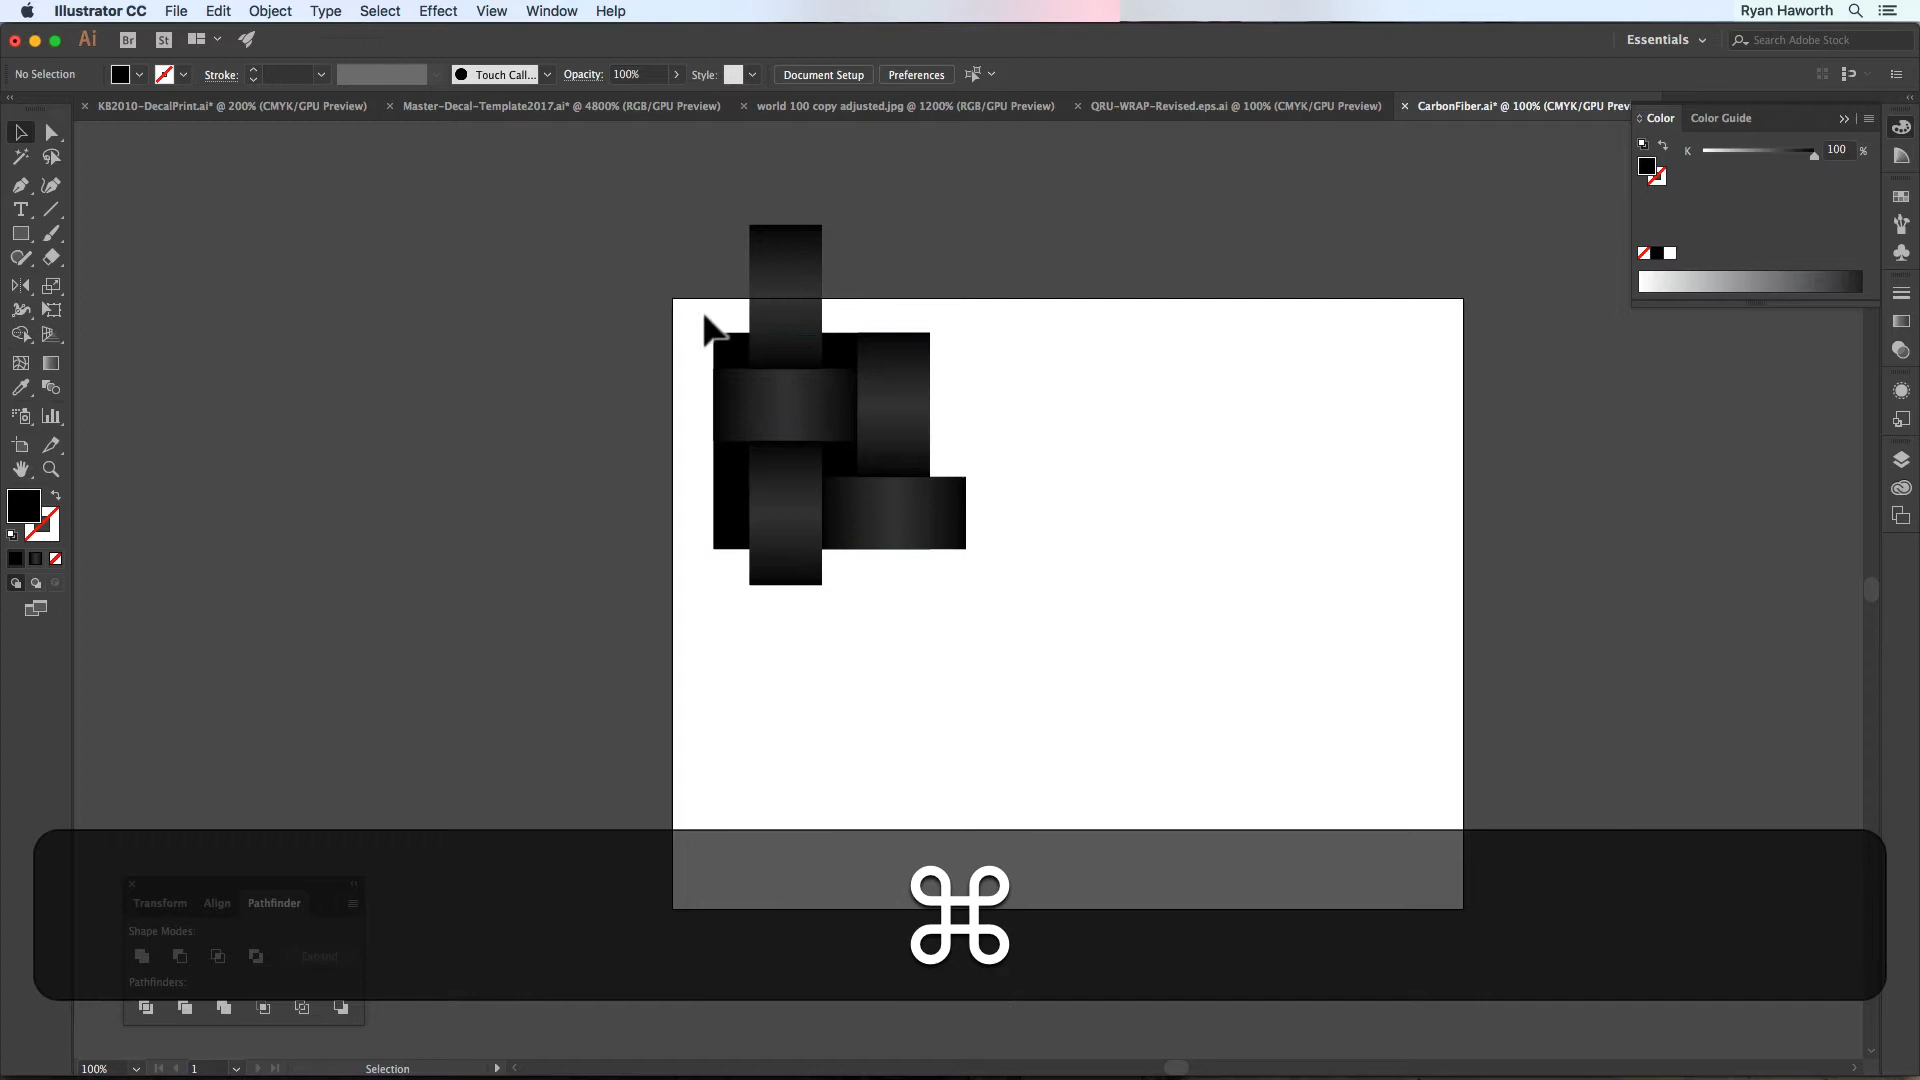 Illustrator CC File Edit Object Type Select Effect View Window Help Ryan Haworth
Ai Br St Essentials Search Adobe Stock
No Selection Stroke: Touch Call... Opacity: 100% Style: Document Setup Preferences
KB2010-DecalPrint.ai* @ 200% (CMYK/GPU Preview) Master-Decal-Template2017.ai* @ 4800% (RGB/GPU Preview) world 100 copy adjusted.jpg @ 1200% (RGB/GPU Preview) QRU-WRAP-Revised.eps.ai @ 100% (CMYK/GPU Preview) CarbonFiber.ai* @ 100% (CMYK/GPU Prev
Color Color Guide
K 100 %
⌘
Transform Align Pathfinder
Shape Modes:
Expand
Pathfinders:
100% 1 Selection